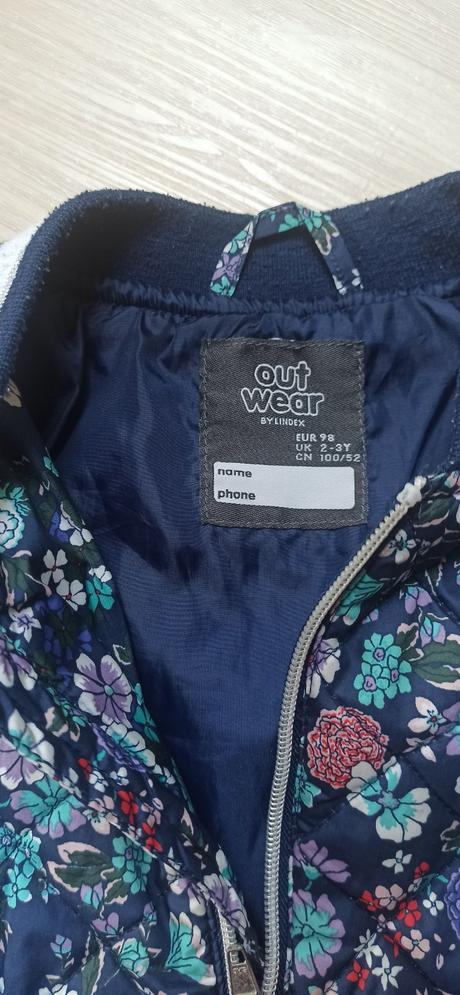 out
wear
BY LINDEX
EUR 98
UK 2-3Y
CN 100/52
name
phone